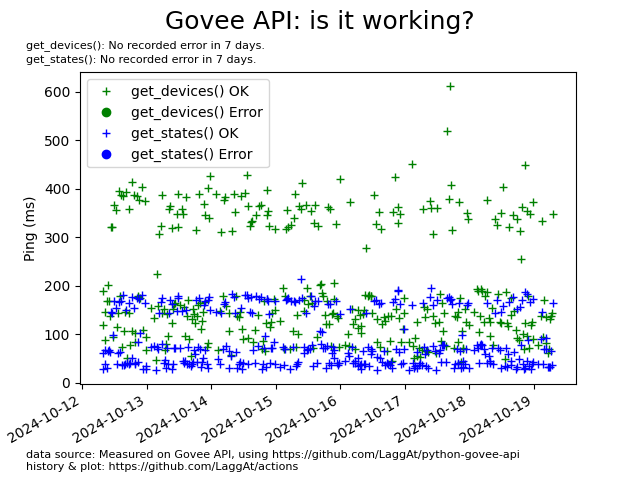 Govee API: is it working?
get_devices(): No recorded error in 7 days.
get_states(): No recorded error in 7 days.
get_devices() OK
get_devices() Error
get_states() OK
get_states() Error
Ping (ms)
600
500
400
300
200
100
0
2024-10-12
2024-10-13
2024-10-14
2024-10-15
2024-10-16
2024-10-17
2024-10-18
2024-10-19
data source: Measured on Govee API, using https://github.com/LaggAt/python-govee-api
history & plot: https://github.com/LaggAt/actions